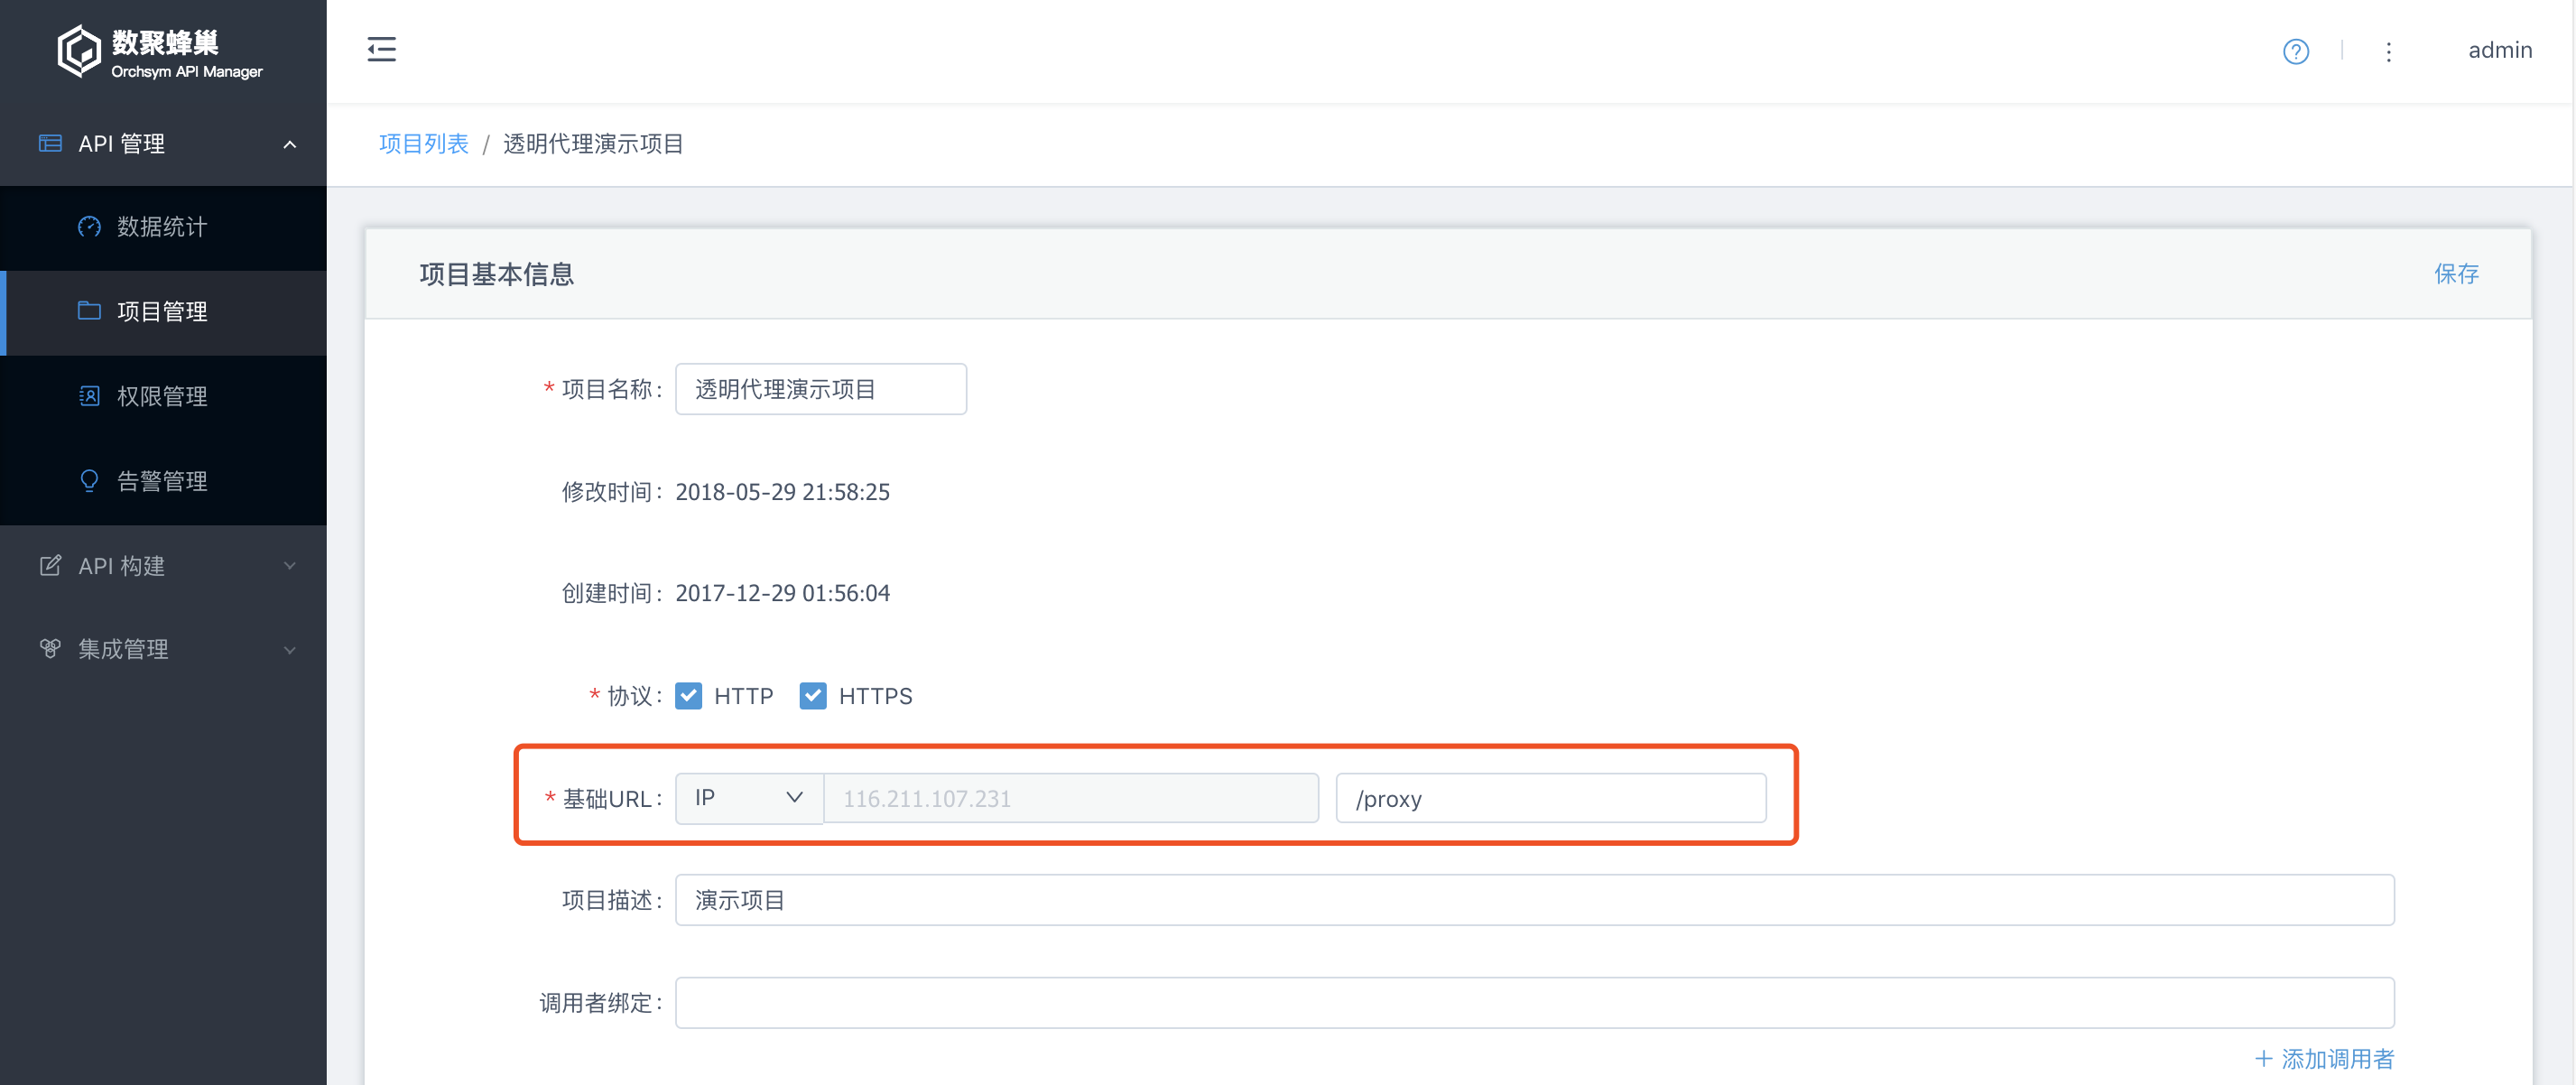 数聚蜂巢
Orchsym API Manager
admin
API 管理
项目列表 / 透明代理演示项目
数据统计
项目管理
权限管理
告警管理
API 构建
集成管理
项目基本信息
保存
* 项目名称： 透明代理演示项目
修改时间： 2018-05-29 21:58:25
创建时间： 2017-12-29 01:56:04
* 协议： HTTP HTTPS
* 基础URL： IP 116.211.107.231 /proxy
项目描述： 演示项目
调用者绑定：
+ 添加调用者